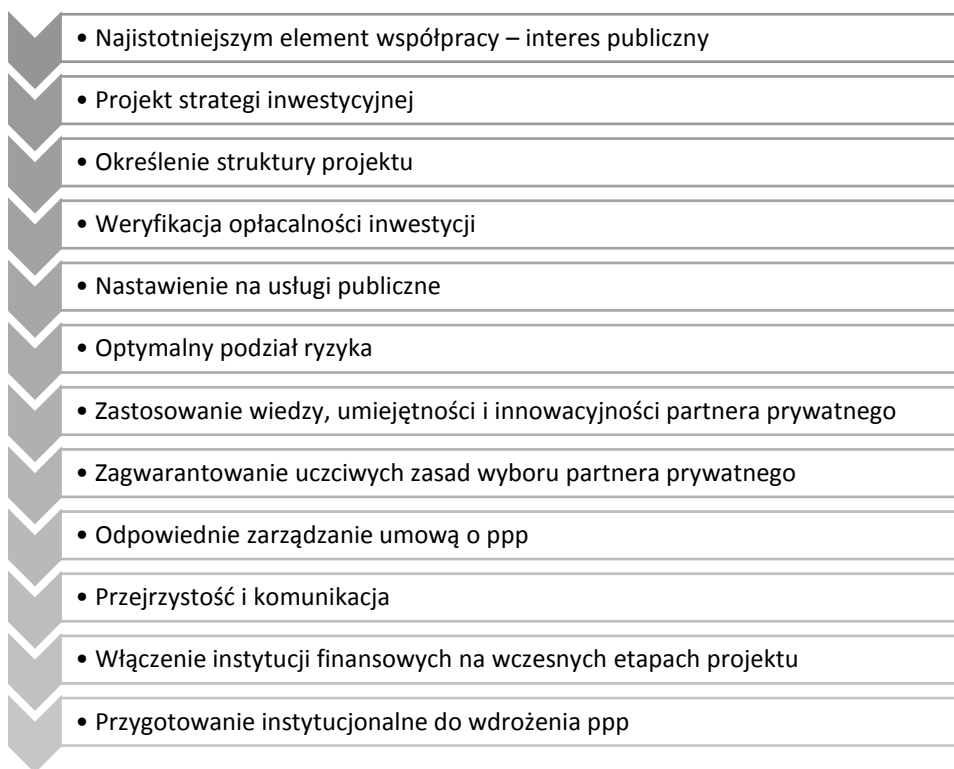 • Najistotniejszym element współpracy – interes publiczny
• Projekt strategi inwestycyjnej
• Określenie struktury projektu
• Weryfikacja opłacalności inwestycji
• Nastawienie na usługi publiczne
• Optymalny podział ryzyka
• Zastosowanie wiedzy, umiejętności i innowacyjności partnera prywatnego
• Zagwarantowanie uczciwych zasad wyboru partnera prywatnego
• Odpowiednie zarządzanie umową o ppp
• Przejrzystość i komunikacja
• Włączenie instytucji finansowych na wczesnych etapach projektu
• Przygotowanie instytucjonalne do wdrożenia ppp